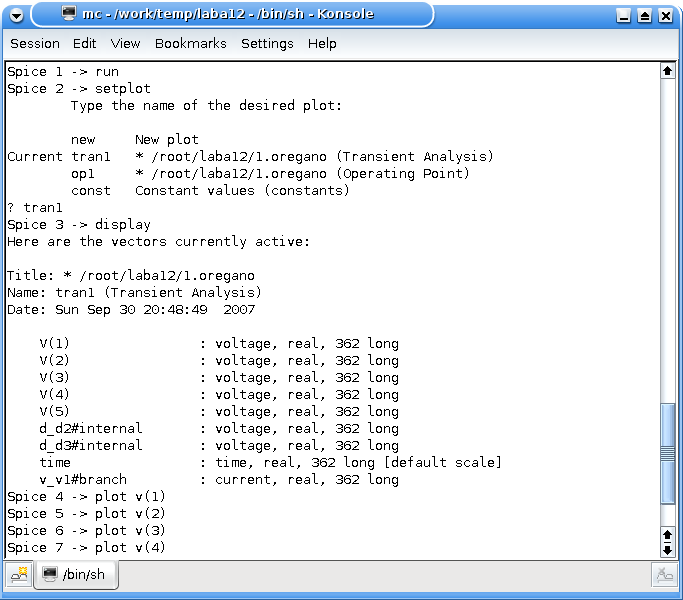 mc - /work/temp/laba12 - /bin/sh - Konsole
Session Edit View Bookmarks Settings Help
Spice 1 -> run
Spice 2 -> setplot
Type the name of the desired plot:
new New plot
Current tran1 * /root/laba12/1.oregano (Transient Analysis)
op1 * /root/laba12/1.oregano (Operating Point)
const Constant values (constants)
? tran1
Spice 3 -> display
Here are the vectors currently active:
Title: * /root/laba12/1.oregano
Name: tran1 (Transient Analysis)
Date: Sun Sep 30 20:48:49 2007
V(1) : voltage, real, 362 long
V(2) : voltage, real, 362 long
V(3) : voltage, real, 362 long
V(4) : voltage, real, 362 long
V(5) : voltage, real, 362 long
d_d2#internal : voltage, real, 362 long
d_d3#internal : voltage, real, 362 long
time : time, real, 362 long [default scale]
v_v1#branch : current, real, 362 long
Spice 4 -> plot v(1)
Spice 5 -> plot v(2)
Spice 6 -> plot v(3)
Spice 7 -> plot v(4)
/bin/sh